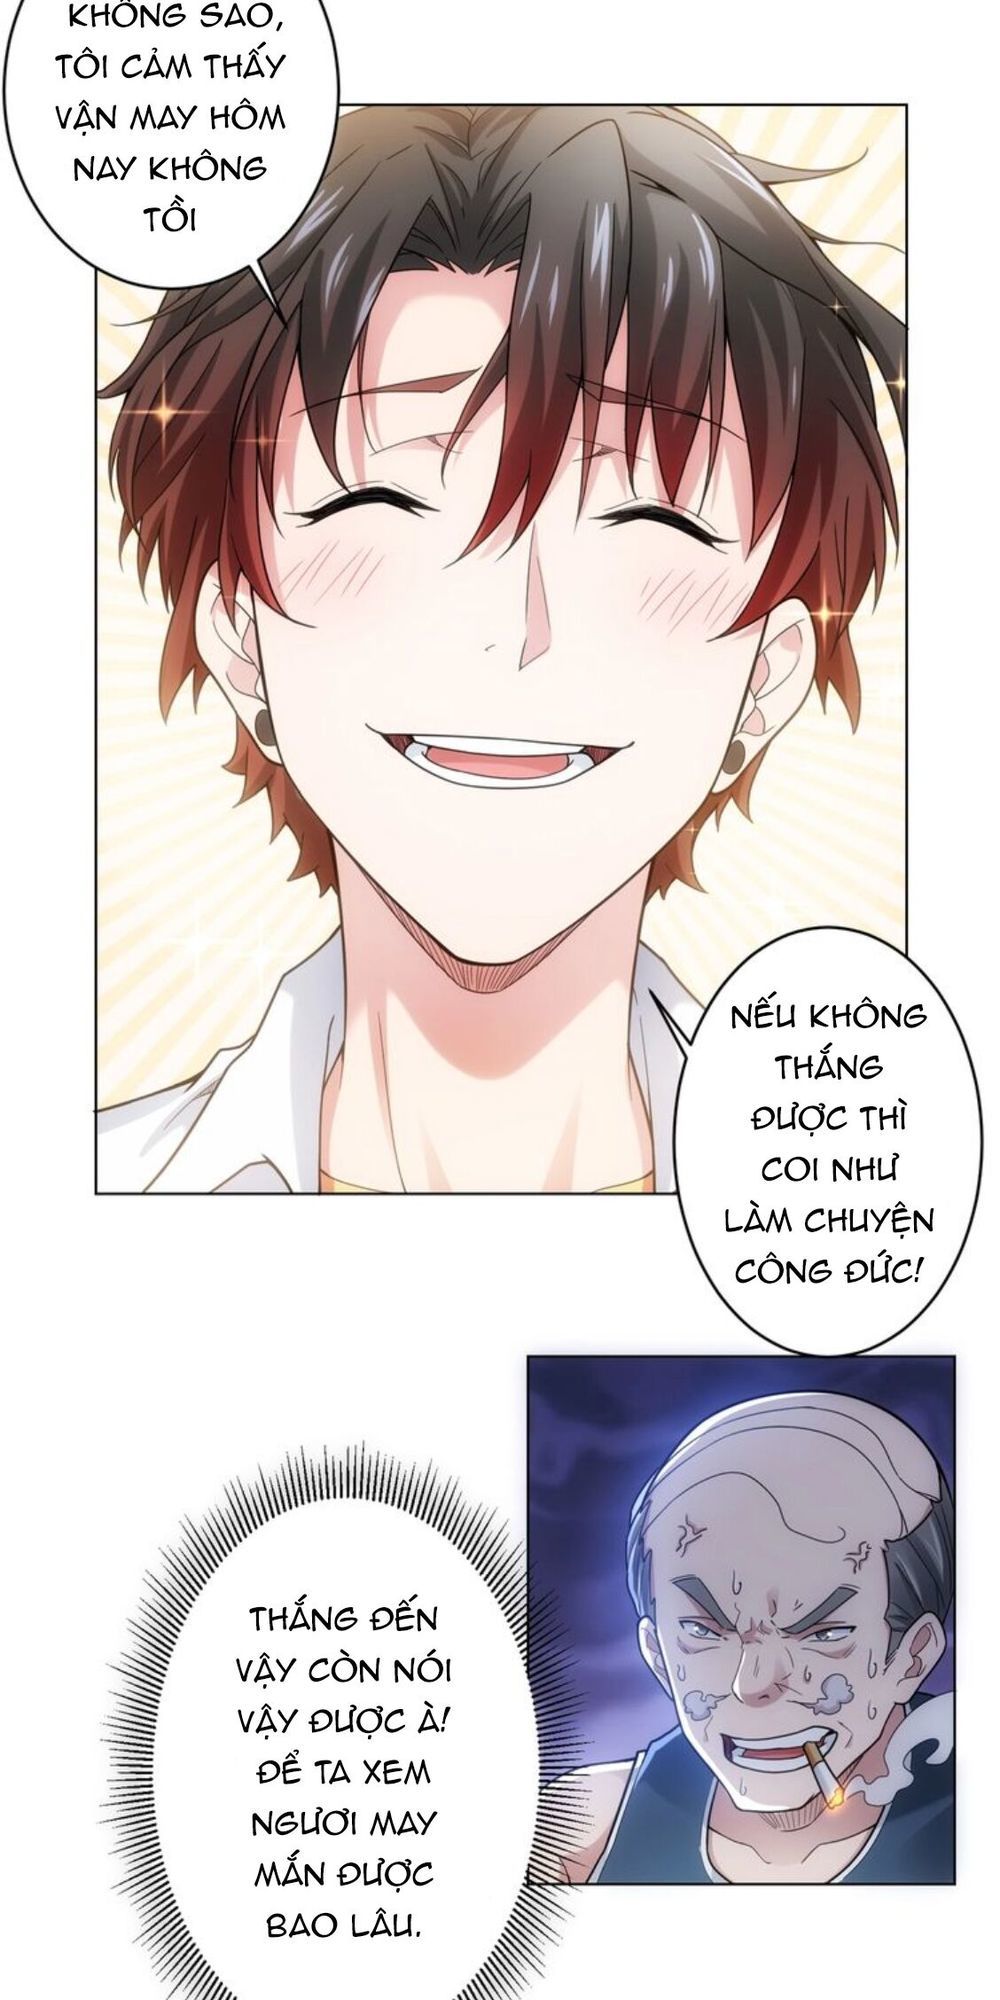 KHÔNG SAO,
TÔI CẢM THẤY
VẬN MAY HÔM
NAY KHÔNG
TỒI
NẾU KHÔNG
THẮNG
ĐƯỢC THÌ
COI NHƯ
LÀM CHUYỆN
CÔNG ĐỨC!
THẮNG ĐẾN
VẬY CÒN NÓI
VẬY ĐƯỢC À!
ĐỂ TA XEM
NGƯƠI MAY
MẮN ĐƯỢC
BAO LÂU.